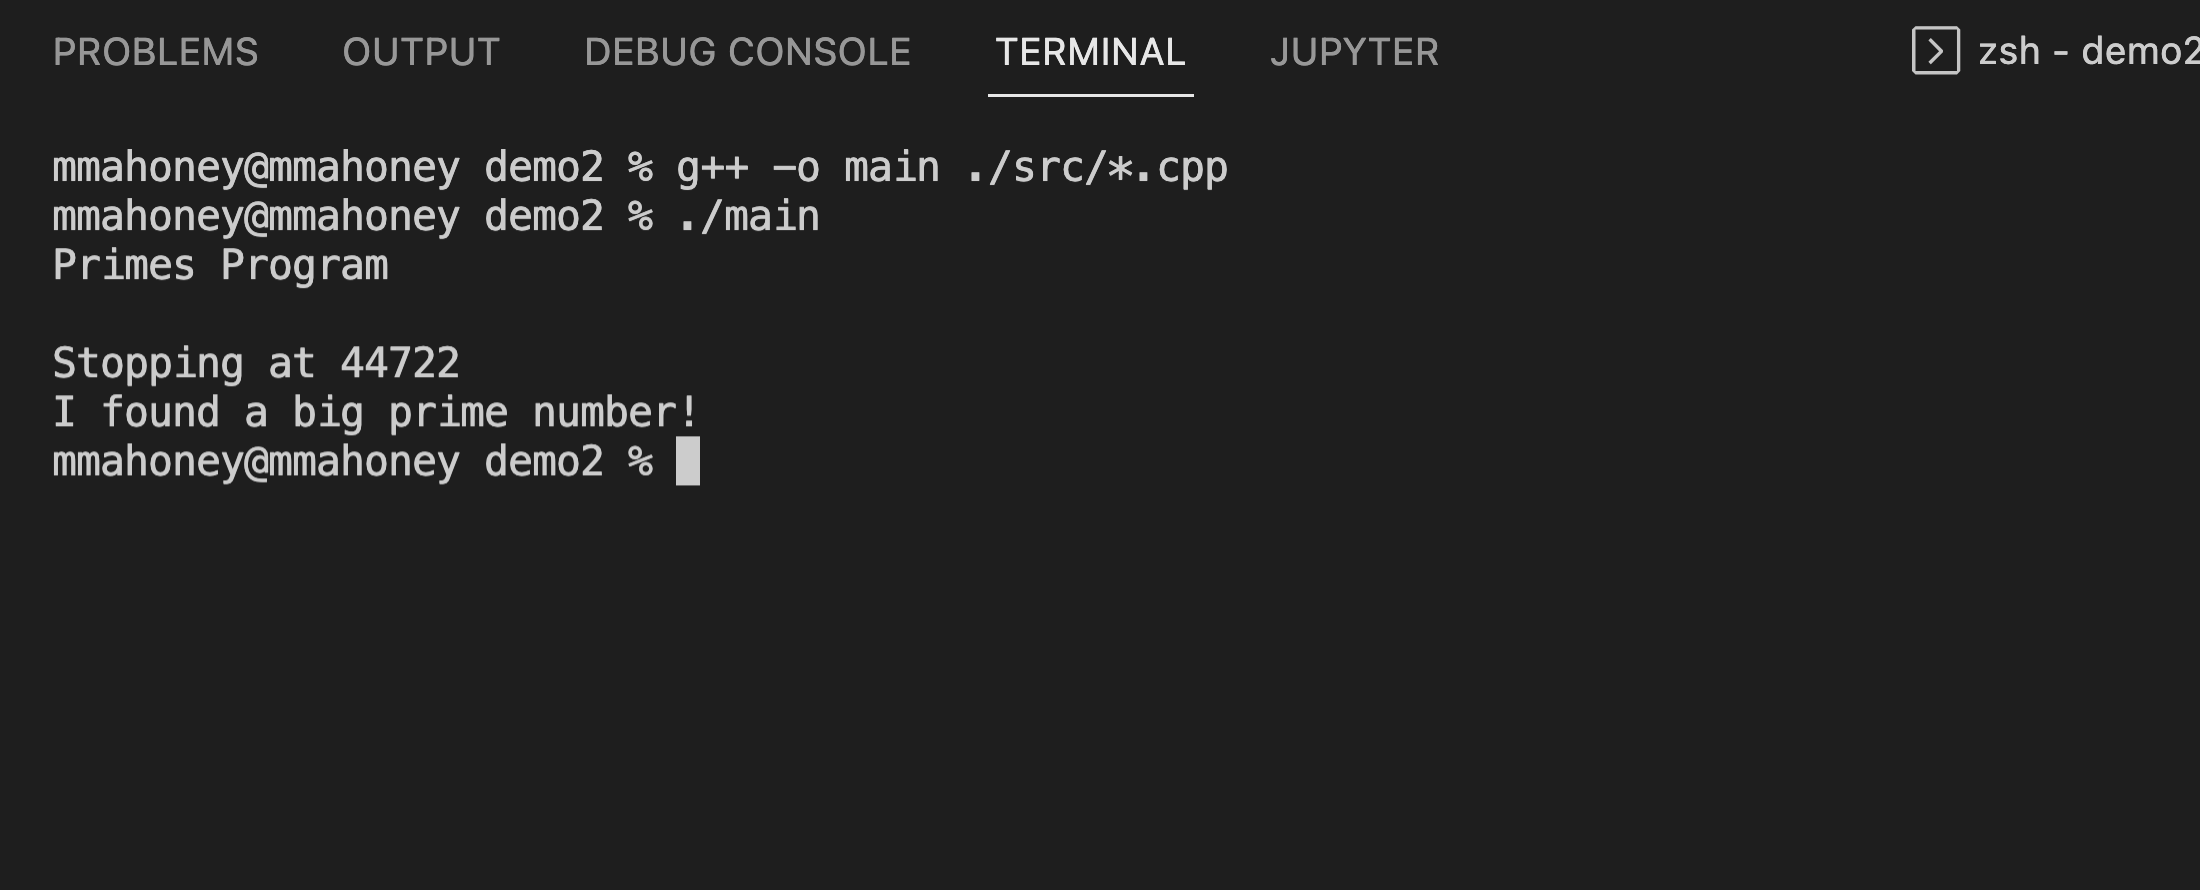 PROBLEMS OUTPUT DEBUG CONSOLE TERMINAL JUPYTER zsh - demo2
mmahoney@mmahoney demo2 % g++ -o main ./src/*.cpp
mmahoney@mmahoney demo2 % ./main
Primes Program
Stopping at 44722
I found a big prime number!
mmahoney@mmahoney demo2 %